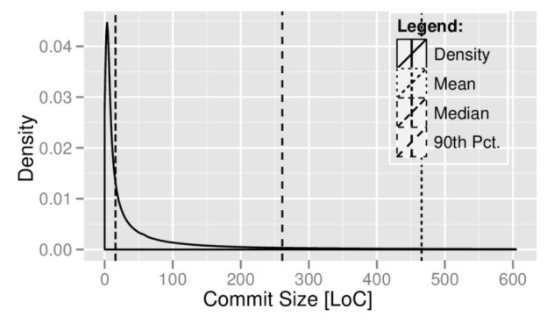 Legend:
Density
Mean
Median
90th Pct.
Density
0.04
0.03
0.02
0.01
0.00
0 100 200 300 400 500 600
Commit Size [LoC]